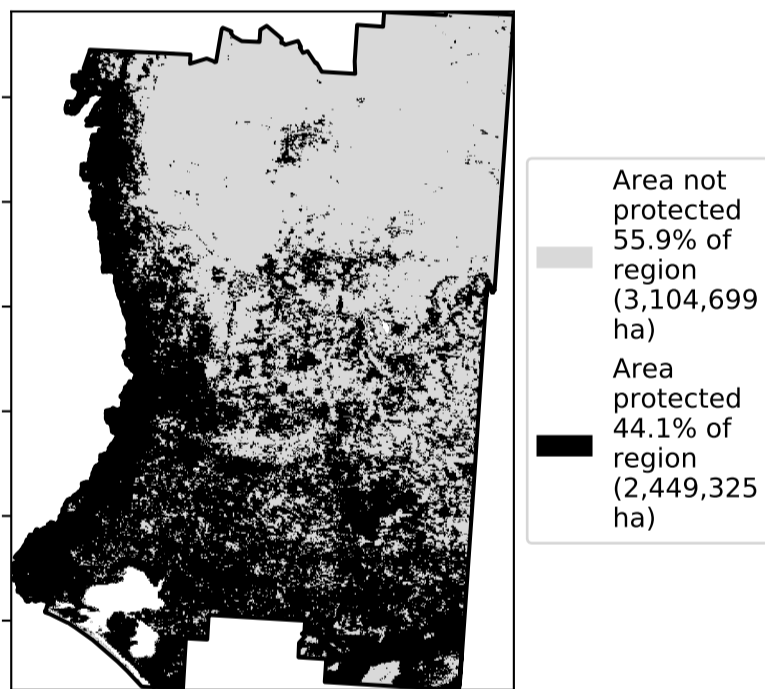 Area not
protected
55.9% of
region
(3,104,699
ha)
Area
protected
44.1% of
region
(2,449,325
ha)